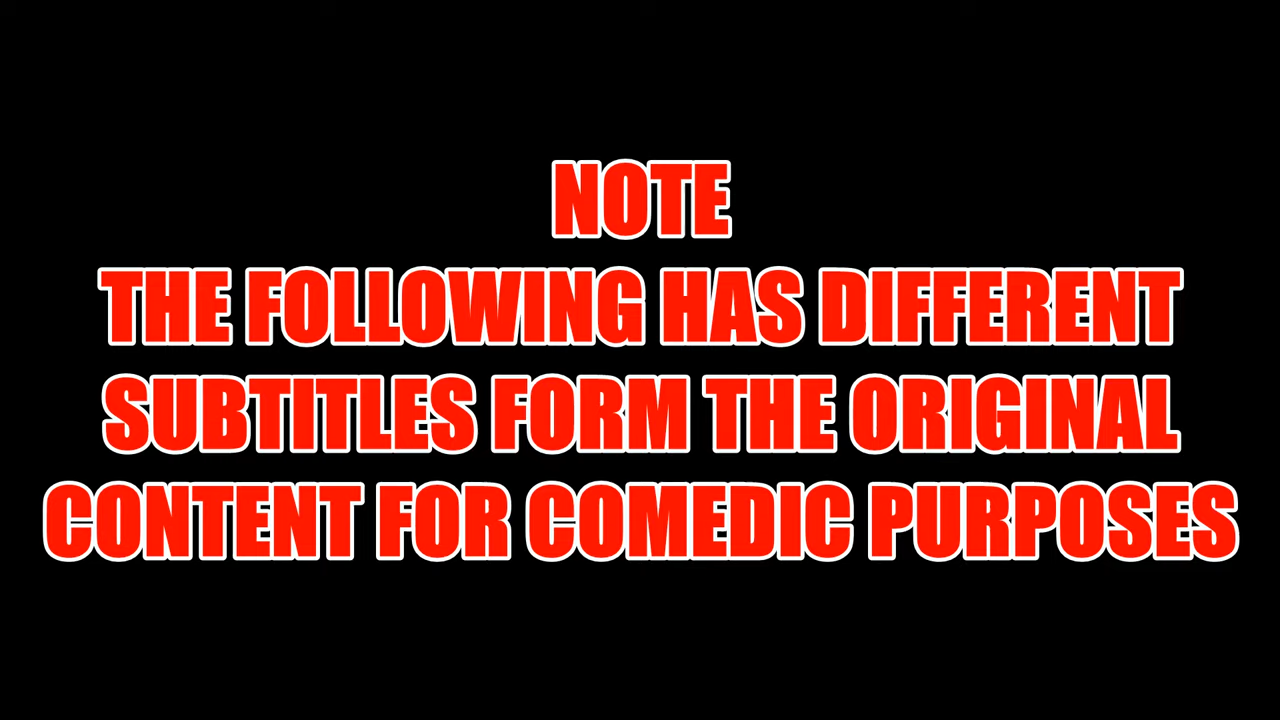 NOTE
THE FOLLOWING HAS DIFFERENT
SUBTITLES FORM THE ORIGINAL
CONTENT FOR COMEDIC PURPOSES